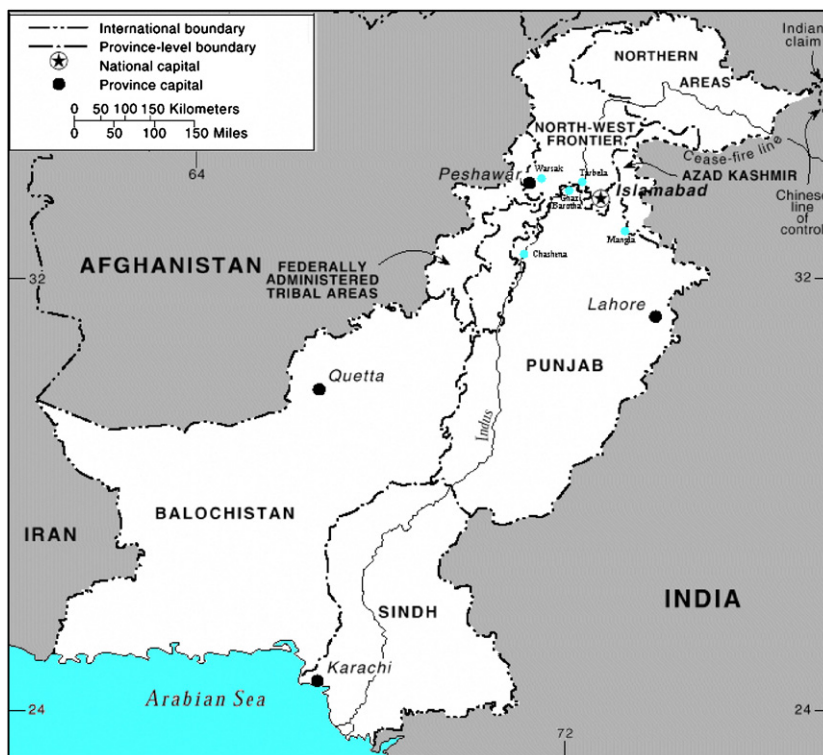 International boundary
Province-level boundary
National capital
Province capital
0 50 100 150 Kilometers
0 50 100 150 Miles
Indian
claim
NORTHERN
AREAS
64
NORTH-WEST
FRONTIER
Cease-fire line
Peshawar
Warsak
Tarbela
AZAD KASHMIR
Ghazi
Barotha
Islamabad
Chinese
line of
control
Mangla
Chashma
AFGHANISTAN
FEDERALLY
ADMINISTERED
TRIBAL AREAS
32
32
Lahore
PUNJAB
Quetta
Indus
BALOCHISTAN
IRAN
INDIA
SINDH
Karachi
Arabian Sea
24
24
72